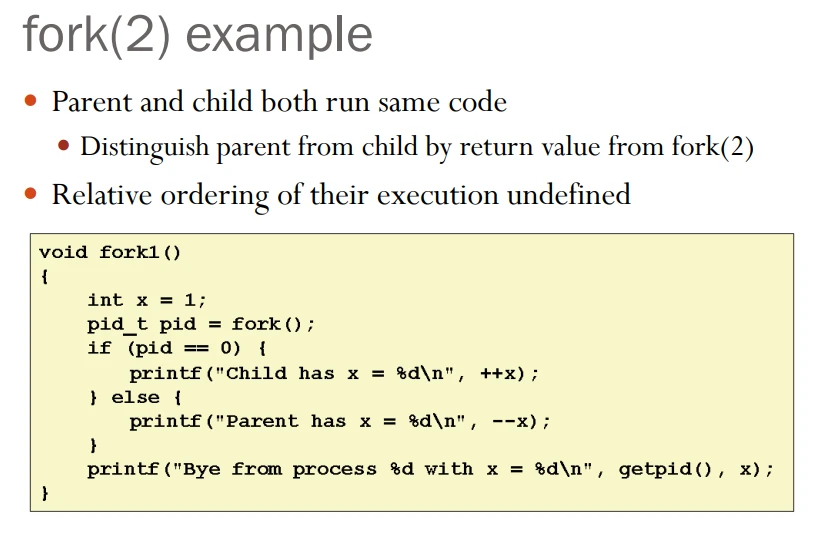 fork(2) example
• Parent and child both run same code
• Distinguish parent from child by return value from fork(2)
• Relative ordering of their execution undefined
void fork1()
{
    int x = 1;
    pid_t pid = fork();
    if (pid == 0) {
        printf("Child has x = %d\n", ++x);
    } else {
        printf("Parent has x = %d\n", --x);
    }
    printf("Bye from process %d with x = %d\n", getpid(), x);
}